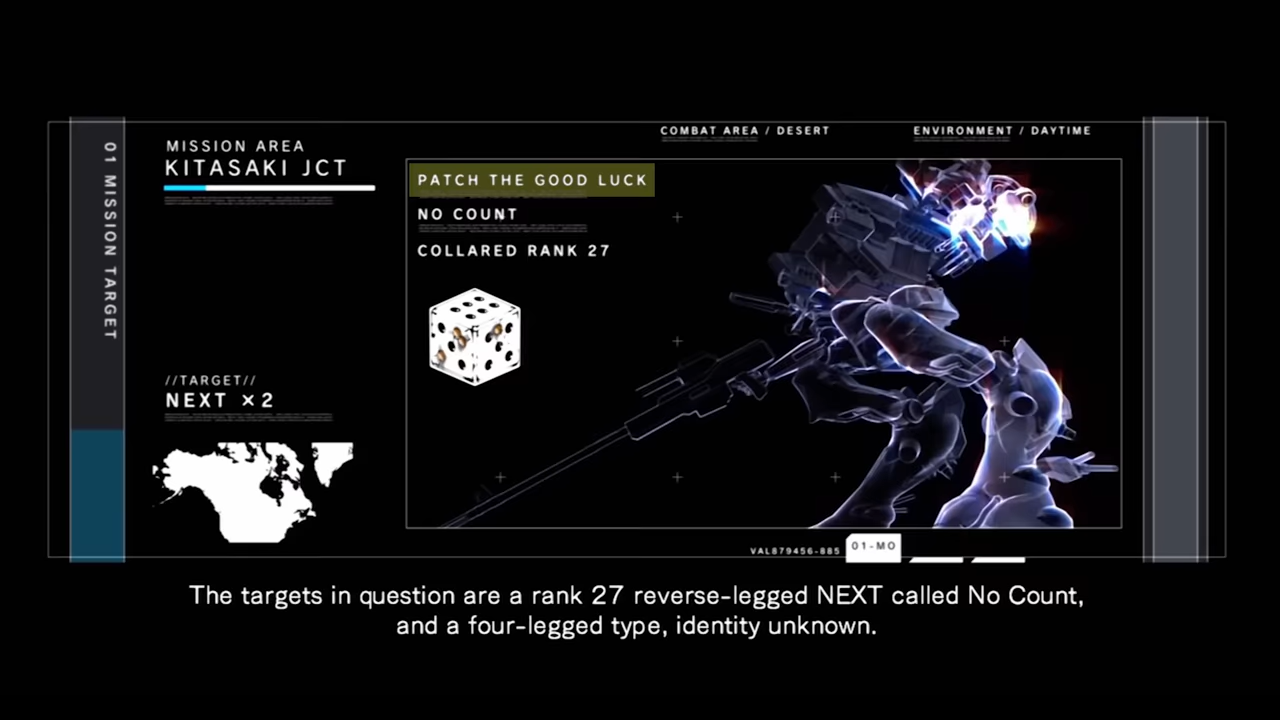 COMBAT AREA / DESERT
ENVIRONMENT / DAYTIME
01 MISSION TARGET
MISSION AREA
KITASAKI JCT
PATCH THE GOOD LUCK
NO COUNT
COLLARED RANK 27
//TARGET//
NEXT ×2
VAL879456-885
01-MO
The targets in question are a rank 27 reverse-legged NEXT called No Count,
and a four-legged type, identity unknown.